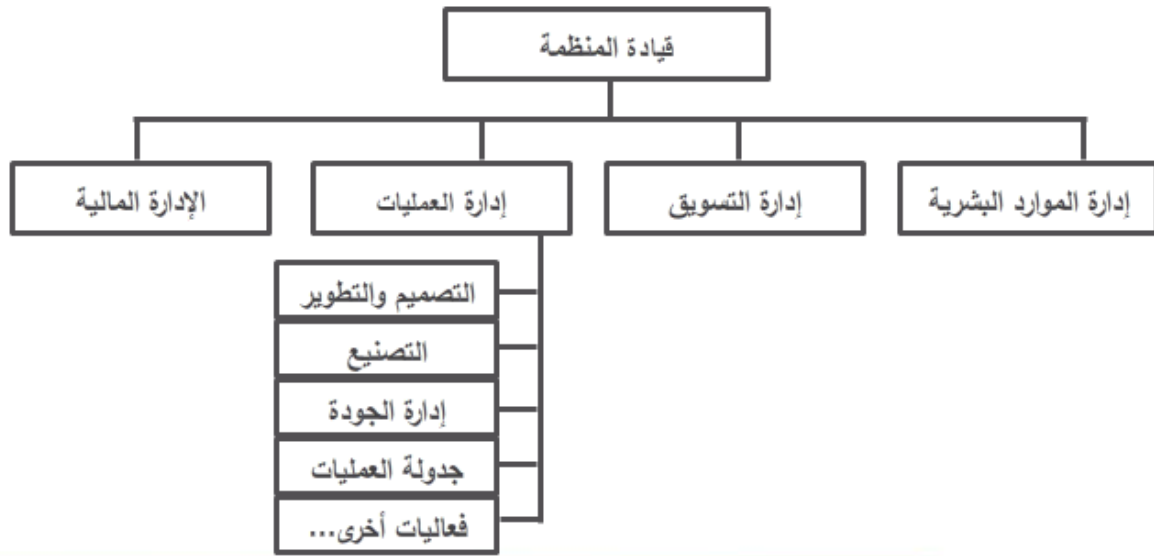 قيادة المنظمة
إدارة الموارد البشرية
إدارة التسويق
إدارة العمليات
الإدارة المالية
التصميم والتطوير
التصنيع
إدارة الجودة
جدولة العمليات
فعاليات أخرى...